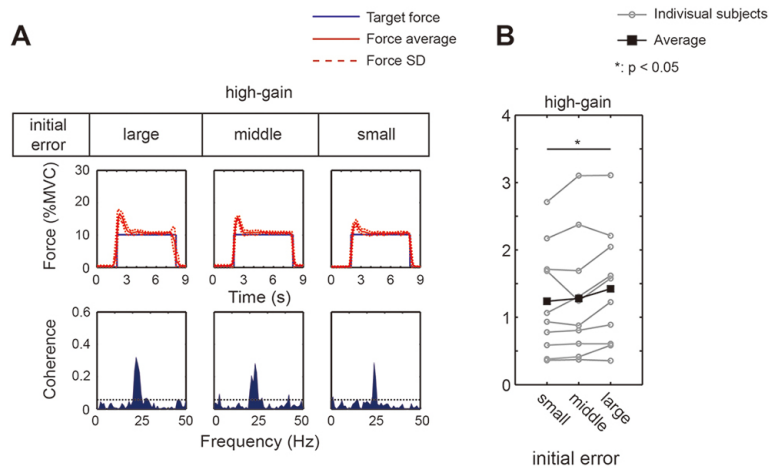 A
Target force
Force average
Force SD
high-gain
initial error
large
middle
small
Force (%MVC)
30
20
10
0
0 3 6 9
0 3 6 9
0 3 6 9
Time (s)
Coherence
0.6
0.4
0.2
0
0 25 50
0 25 50
0 25 50
Frequency (Hz)
B
Indivisual subjects
Average
*: p < 0.05
high-gain
*
4
3
2
1
0
small
middle
large
initial error